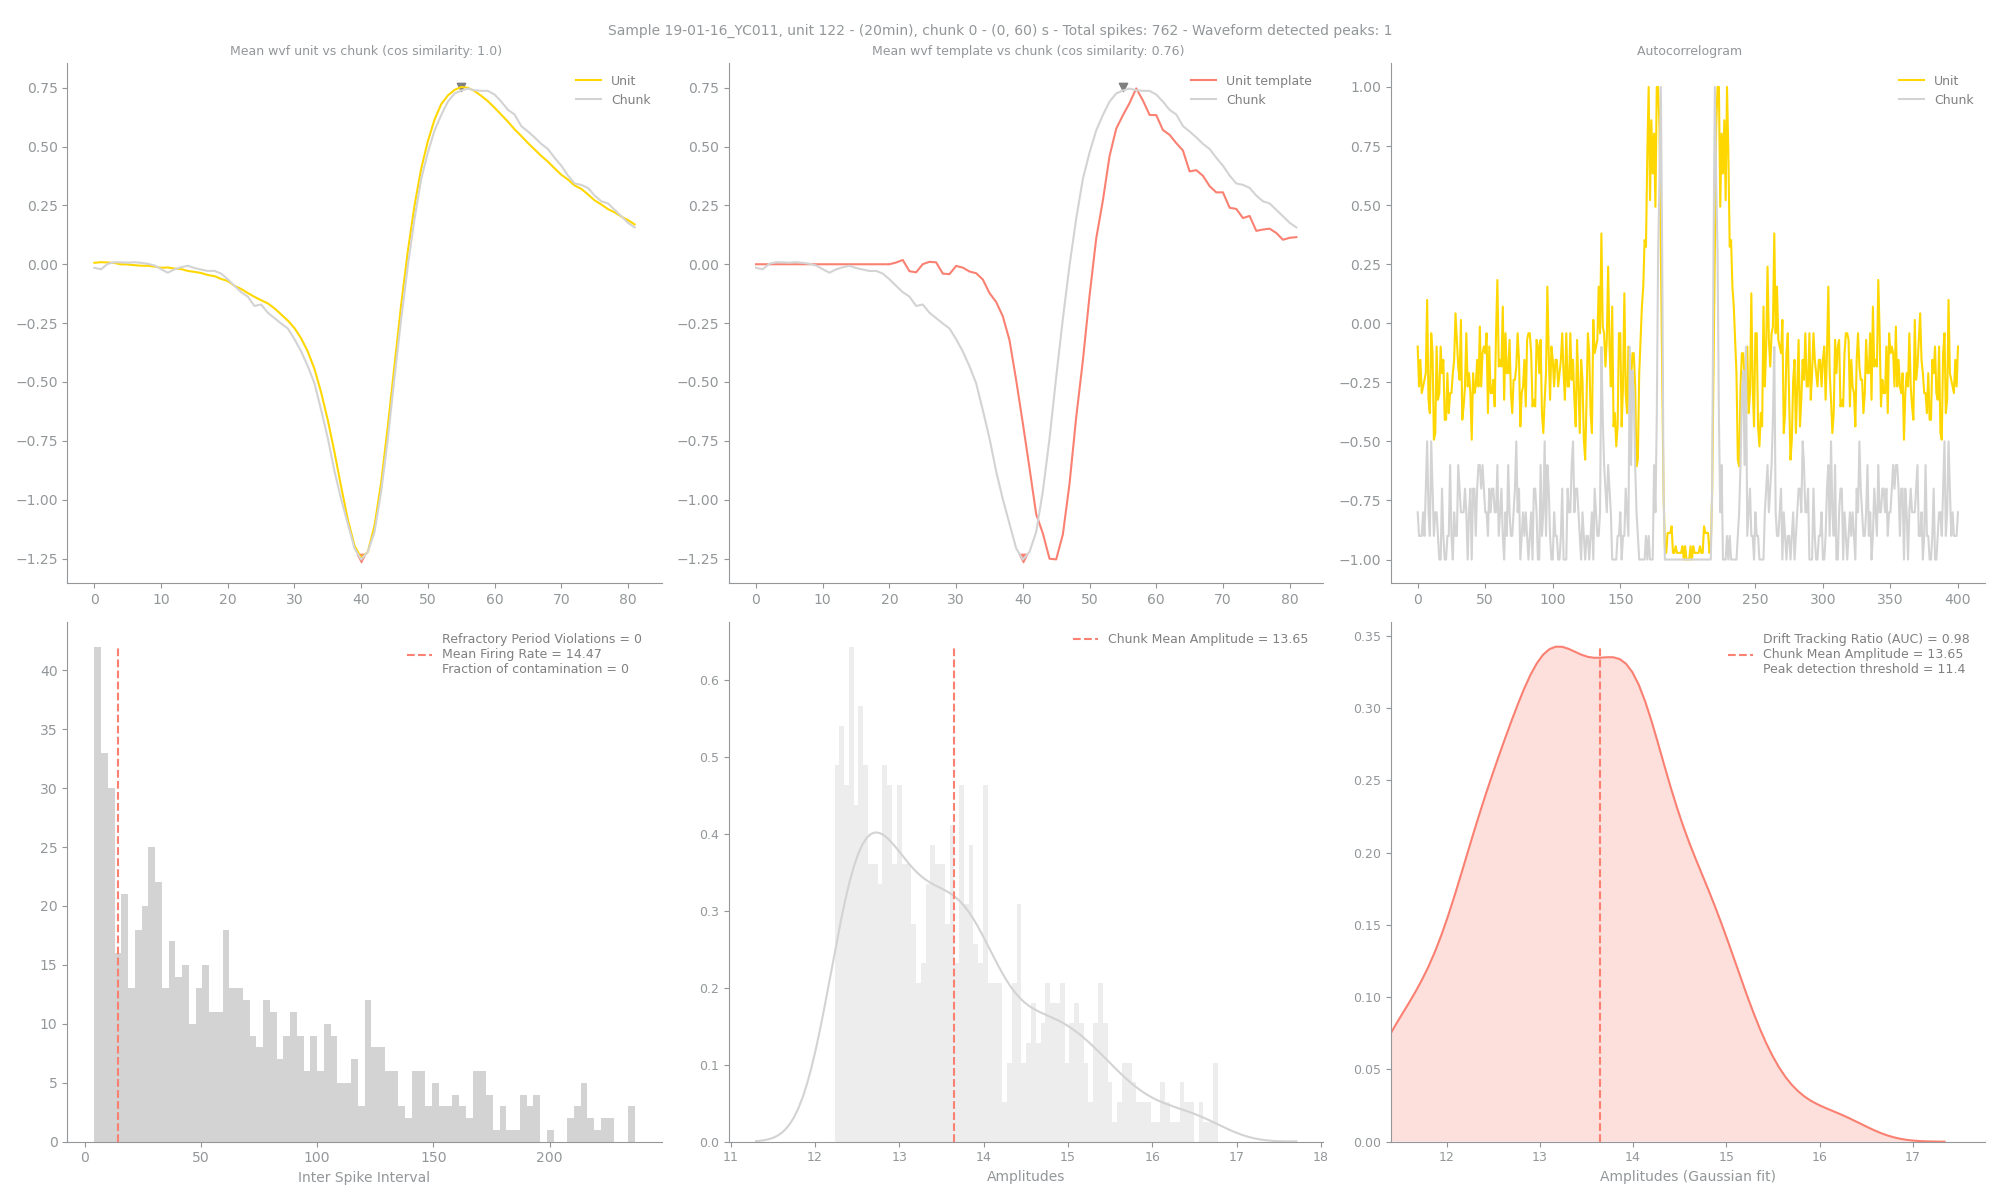 Sample 19-01-16_YC011, unit 122 - (20min), chunk 0 - (0, 60) s - Total spikes: 762 - Waveform detected peaks: 1
Mean wvf unit vs chunk (cos similarity: 1.0)
Unit
Chunk
0.75
0.50
0.25
0.00
−0.25
−0.50
−0.75
−1.00
−1.25
0 10 20 30 40 50 60 70 80
Mean wvf template vs chunk (cos similarity: 0.76)
Unit template
Chunk
0.75
0.50
0.25
0.00
−0.25
−0.50
−0.75
−1.00
−1.25
0 10 20 30 40 50 60 70 80
Autocorrelogram
Unit
Chunk
1.00
0.75
0.50
0.25
0.00
−0.25
−0.50
−0.75
−1.00
0 50 100 150 200 250 300 350 400
Refractory Period Violations = 0
Mean Firing Rate = 14.47
Fraction of contamination = 0
40
35
30
25
20
15
10
5
0
0 50 100 150 200
Inter Spike Interval
Chunk Mean Amplitude = 13.65
0.6
0.5
0.4
0.3
0.2
0.1
0.0
11 12 13 14 15 16 17 18
Amplitudes
Drift Tracking Ratio (AUC) = 0.98
Chunk Mean Amplitude = 13.65
Peak detection threshold = 11.4
0.35
0.30
0.25
0.20
0.15
0.10
0.05
0.00
12 13 14 15 16 17
Amplitudes (Gaussian fit)